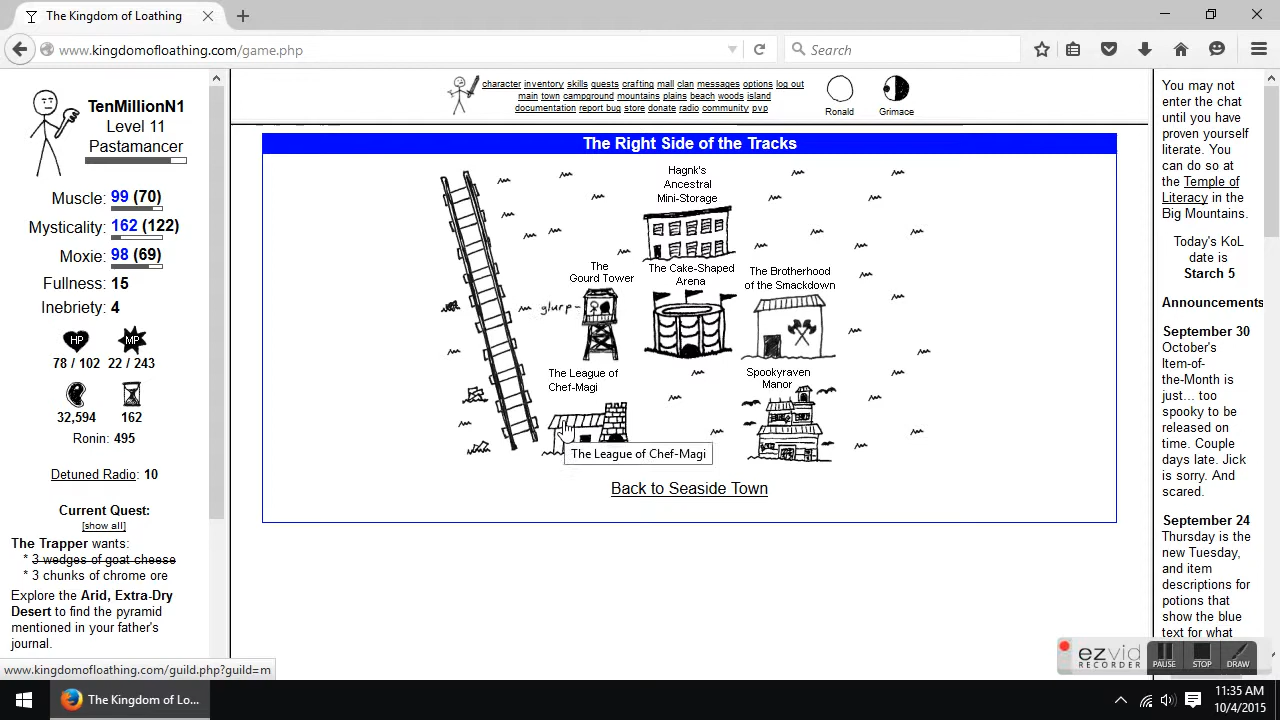 The Kingdom of Loathing
www.kingdomofloathing.com/game.php
Search
TenMillionN1
Level 11
Pastamancer
Muscle: 99 (70)
Mysticality: 162 (122)
Moxie: 98 (69)
Fullness: 15
Inebriety: 4
HP MP
78 / 102 22 / 243
32,594 162
Ronin: 495
Detuned Radio: 10
Current Quest:
[show all]
The Trapper wants:
* 3 wedges of goat cheese
* 3 chunks of chrome ore
Explore the Arid, Extra-Dry
Desert to find the pyramid
mentioned in your father's
journal.
www.kingdomofloathing.com/guild.php?guild=m
character inventory skills quests crafting mall clan messages options log out
main town campground mountains plains beach woods island
documentation report bug store donate radio community pvp
Ronald Grimace
The Right Side of the Tracks
Hagnk's
Ancestral
Mini-Storage
The
Gourd Tower
The Cake-Shaped
Arena
The Brotherhood
of the Smackdown
glurp
The League of
Chef-Magi
Spookyraven
Manor
The League of Chef-Magi
Back to Seaside Town
You may not
enter the chat
until you have
proven yourself
literate. You
can do so at
the Temple of
Literacy in the
Big Mountains.
Today's KoL
date is
Starch 5
Announcements
September 30
October's
Item-of-
the-Month is
just... too
spooky to be
released on
time. Couple
days late. Jick
is sorry. And
scared.
September 24
Thursday is the
new Tuesday,
and item
descriptions for
potions that
show the blue
text for what
ezvid
RECORDER
PAUSE STOP DRAW
The Kingdom of Lo...
11:35 AM
10/4/2015